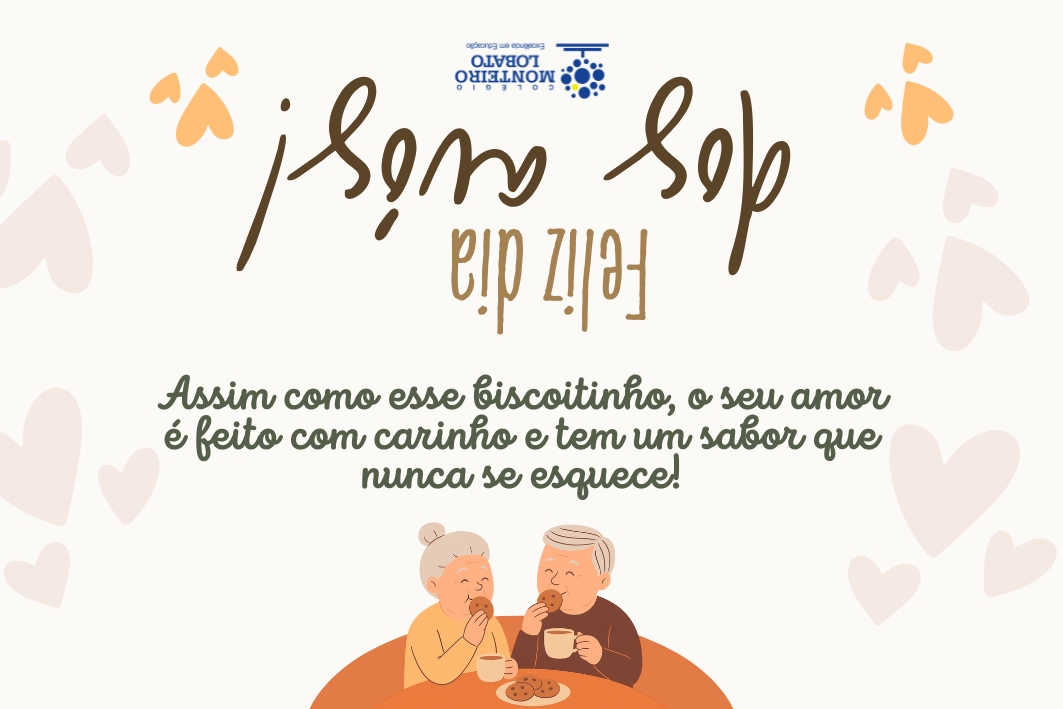 Feliz dia
dos avós!
COLÉGIO
MONTEIRO
LOBATO
Excelência em Educação
Assim como esse biscoitinho, o seu amor
é feito com carinho e tem um sabor que
nunca se esquece!